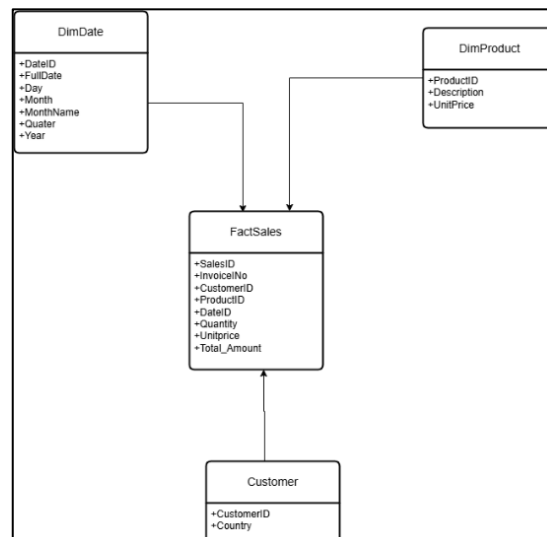 DimDate
+DateID
+FullDate
+Day
+Month
+MonthName
+Quater
+Year
DimProduct
+ProductID
+Description
+UnitPrice
FactSales
+SalesID
+InvoiceINo
+CustomerID
+ProductID
+DateID
+Quantity
+Unitprice
+Total_Amount
Customer
+CustomerID
+Country